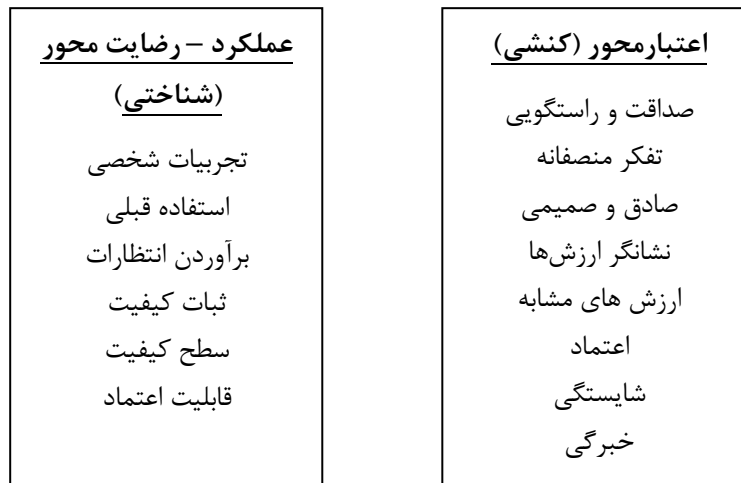 اعتبارمحور (کنشی)
صداقت و راستگویی
تفکر منصفانه
صادق و صمیمی
نشانگر ارزش‌ها
ارزش های مشابه
اعتماد
شایستگی
خبرگی
عملکرد – رضایت محور
(شناختی)
تجربیات شخصی
استفاده قبلی
برآوردن انتظارات
ثبات کیفیت
سطح کیفیت
قابلیت اعتماد